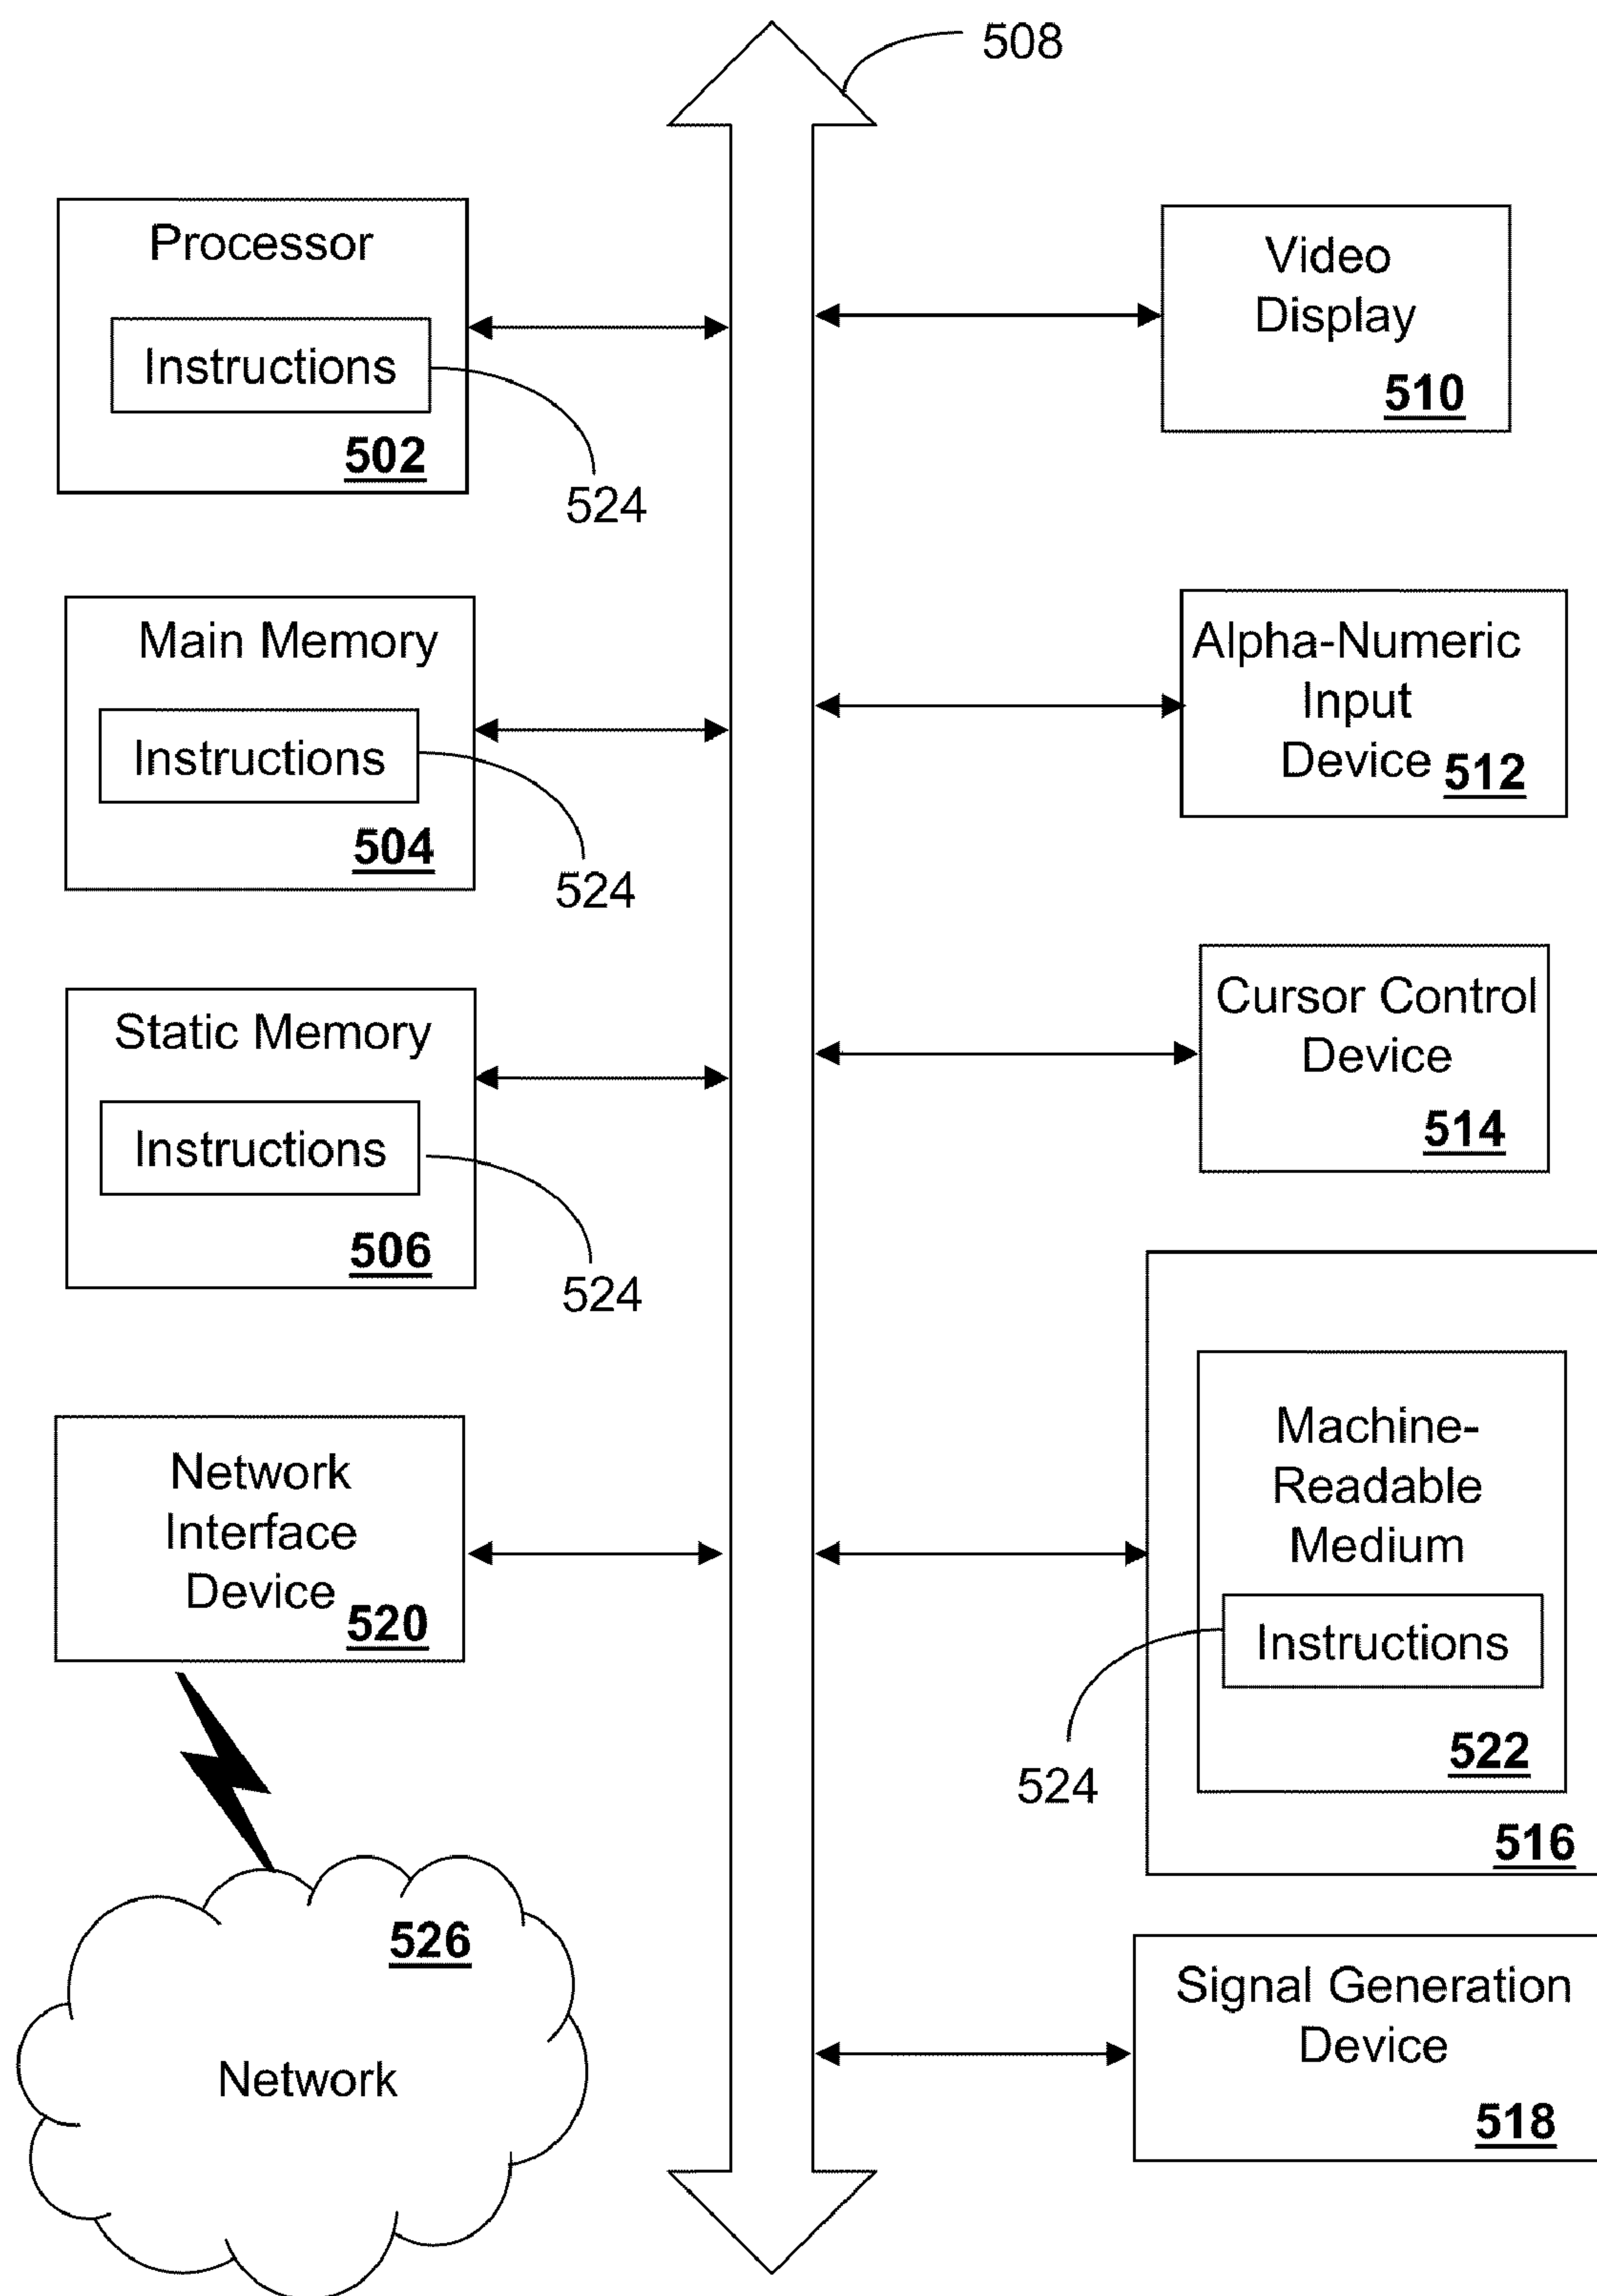 508
Processor
Instructions
502
524
Video
Display
510
Main Memory
Instructions
504
524
Alpha-Numeric
Input
Device 512
Static Memory
Instructions
506
524
Cursor Control
Device
514
Network
Interface
Device 520
Machine-
Readable
Medium
Instructions
524
522
516
526
Network
Signal Generation
Device
518